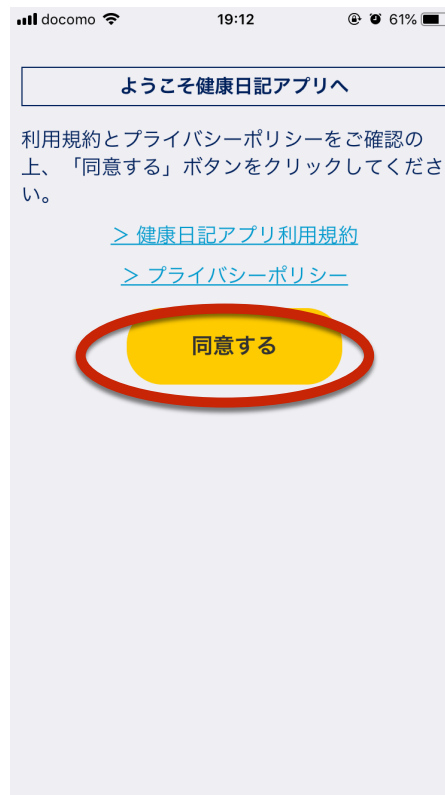 docomo 19:12 61%
ようこそ健康日記アプリへ
利用規約とプライバシーポリシーをご確認の
上、「同意する」ボタンをクリックしてくださ
い。
＞ 健康日記アプリ利用規約
＞ プライバシーポリシー
同意する